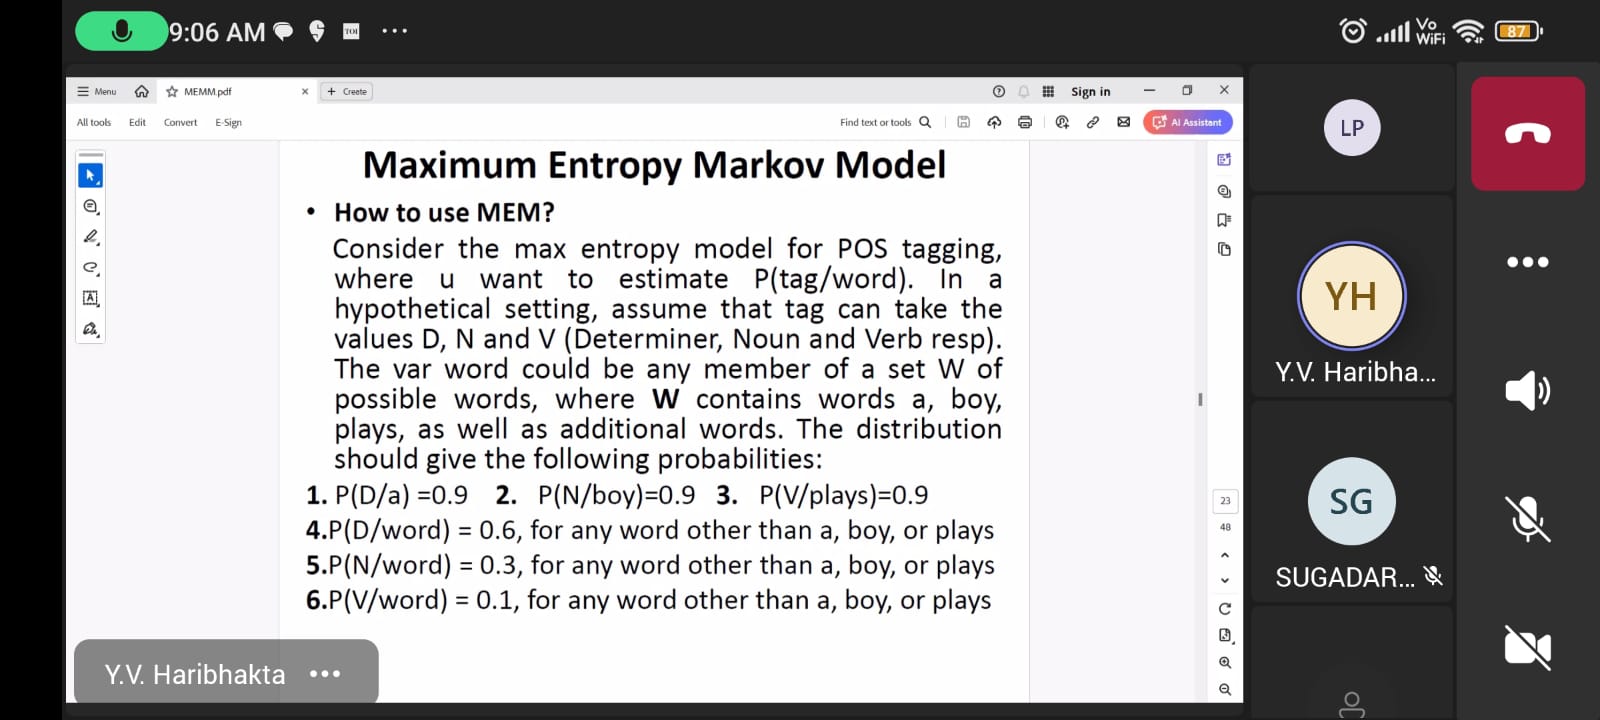 9:06 AM TOI ...
Vo WiFi 87
Menu MEMM.pdf + Create Sign in
All tools Edit Convert E-Sign Find text or tools AI Assistant
Maximum Entropy Markov Model
• How to use MEM?
Consider the max entropy model for POS tagging,
where u want to estimate P(tag/word). In a
hypothetical setting, assume that tag can take the
values D, N and V (Determiner, Noun and Verb resp).
The var word could be any member of a set W of
possible words, where W contains words a, boy,
plays, as well as additional words. The distribution
should give the following probabilities:
1. P(D/a) =0.9 2. P(N/boy)=0.9 3. P(V/plays)=0.9
4.P(D/word) = 0.6, for any word other than a, boy, or plays
5.P(N/word) = 0.3, for any word other than a, boy, or plays
6.P(V/word) = 0.1, for any word other than a, boy, or plays
23
48
Y.V. Haribhakta ...
LP
YH
Y.V. Haribha...
SG
SUGADAR...